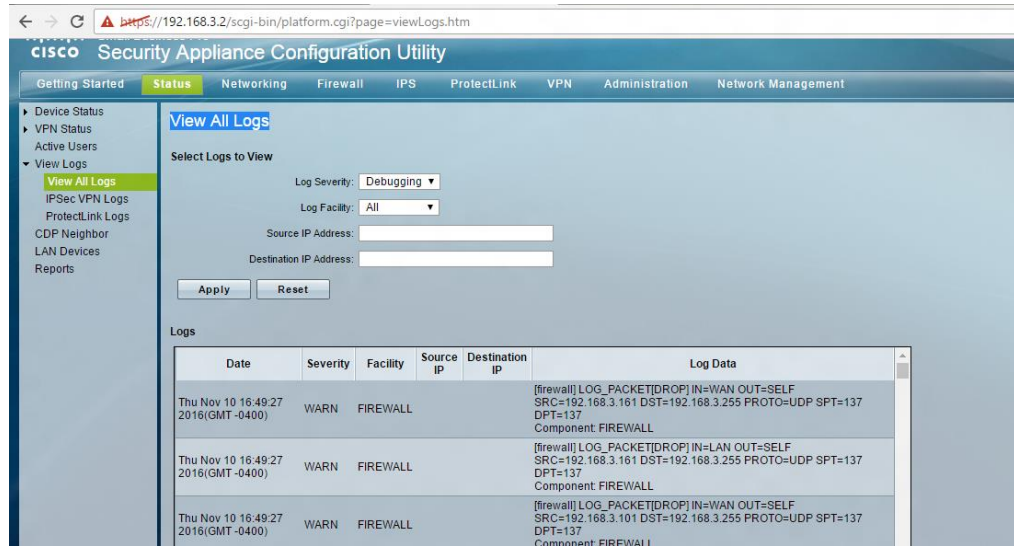 https://192.168.3.2/scgi-bin/platform.cgi?page=viewLogs.htm
CISCO Security Appliance Configuration Utility
Getting Started Status Networking Firewall IPS ProtectLink VPN Administration Network Management
Device Status
VPN Status
Active Users
View Logs
View All Logs
IPSec VPN Logs
ProtectLink Logs
CDP Neighbor
LAN Devices
Reports
View All Logs
Select Logs to View
Log Severity: Debugging
Log Facility: All
Source IP Address:
Destination IP Address:
Apply Reset
Logs
Date Severity Facility Source IP Destination IP Log Data
Thu Nov 10 16:49:27 2016(GMT -0400) WARN FIREWALL
[firewall] LOG_PACKET[DROP] IN=WAN OUT=SELF
SRC=192.168.3.161 DST=192.168.3.255 PROTO=UDP SPT=137
DPT=137
Component: FIREWALL
Thu Nov 10 16:49:27 2016(GMT -0400) WARN FIREWALL
[firewall] LOG_PACKET[DROP] IN=LAN OUT=SELF
SRC=192.168.3.161 DST=192.168.3.255 PROTO=UDP SPT=137
DPT=137
Component: FIREWALL
Thu Nov 10 16:49:27 2016(GMT -0400) WARN FIREWALL
[firewall] LOG_PACKET[DROP] IN=WAN OUT=SELF
SRC=192.168.3.101 DST=192.168.3.255 PROTO=UDP SPT=137
DPT=137
Component: FIREWALL